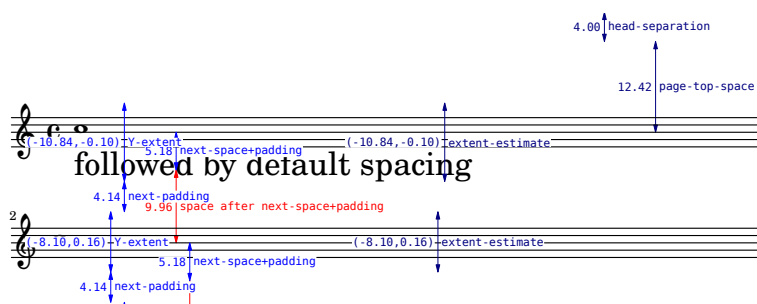 4.00 head-separation
12.42 page-top-space
(-10.84,-0.10) Y-extent (-10.84,-0.10) extent-estimate
5.18 next-space+padding
followed by default spacing
4.14 next-padding
9.96 space after next-space+padding
2
(-8.10,0.16) Y-extent (-8.10,0.16) extent-estimate
5.18 next-space+padding
4.14 next-padding